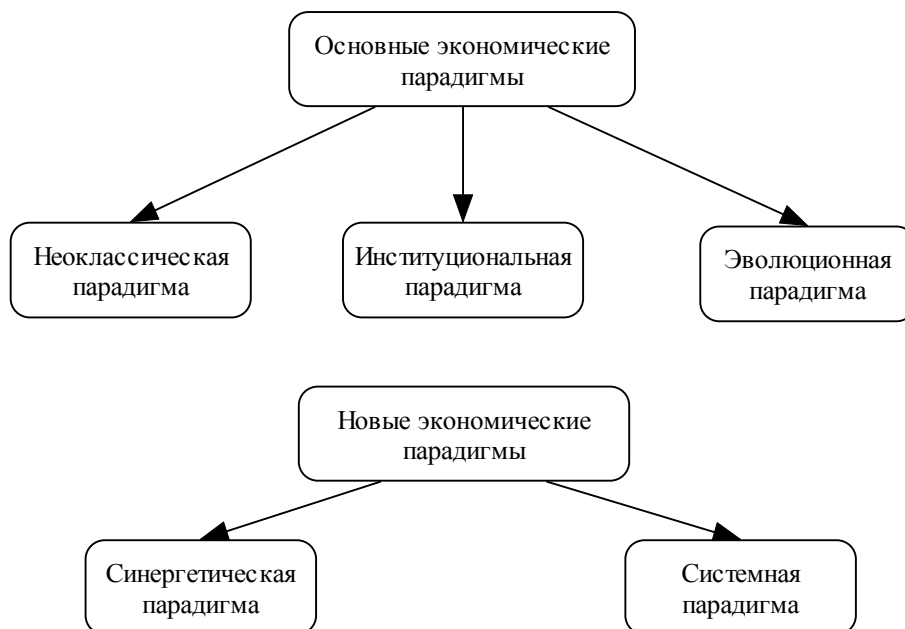 Основные экономические
парадигмы
Неоклассическая
парадигма
Институциональная
парадигма
Эволюционная
парадигма
Новые экономические
парадигмы
Синергетическая
парадигма
Системная
парадигма